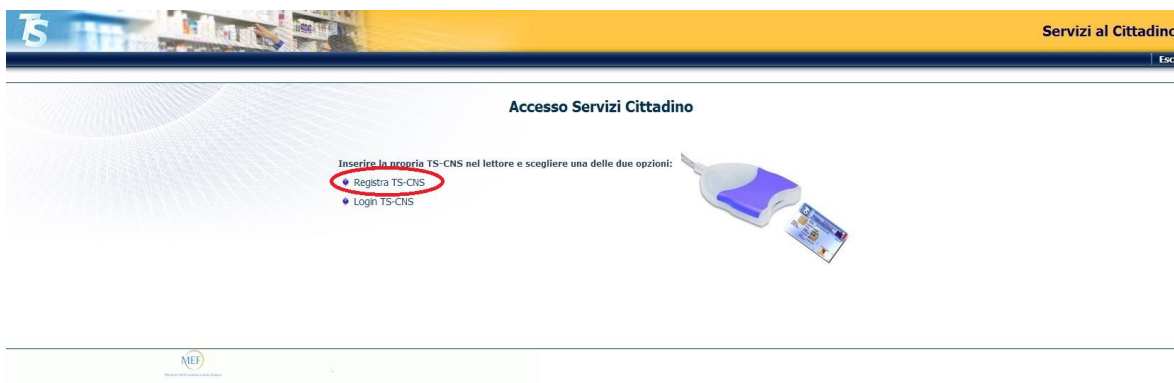 TS
Servizi al Cittadino
Esc
Accesso Servizi Cittadino
Inserire la propria TS-CNS nel lettore e scegliere una delle due opzioni:
Registra TS-CNS
Login TS-CNS
MEF